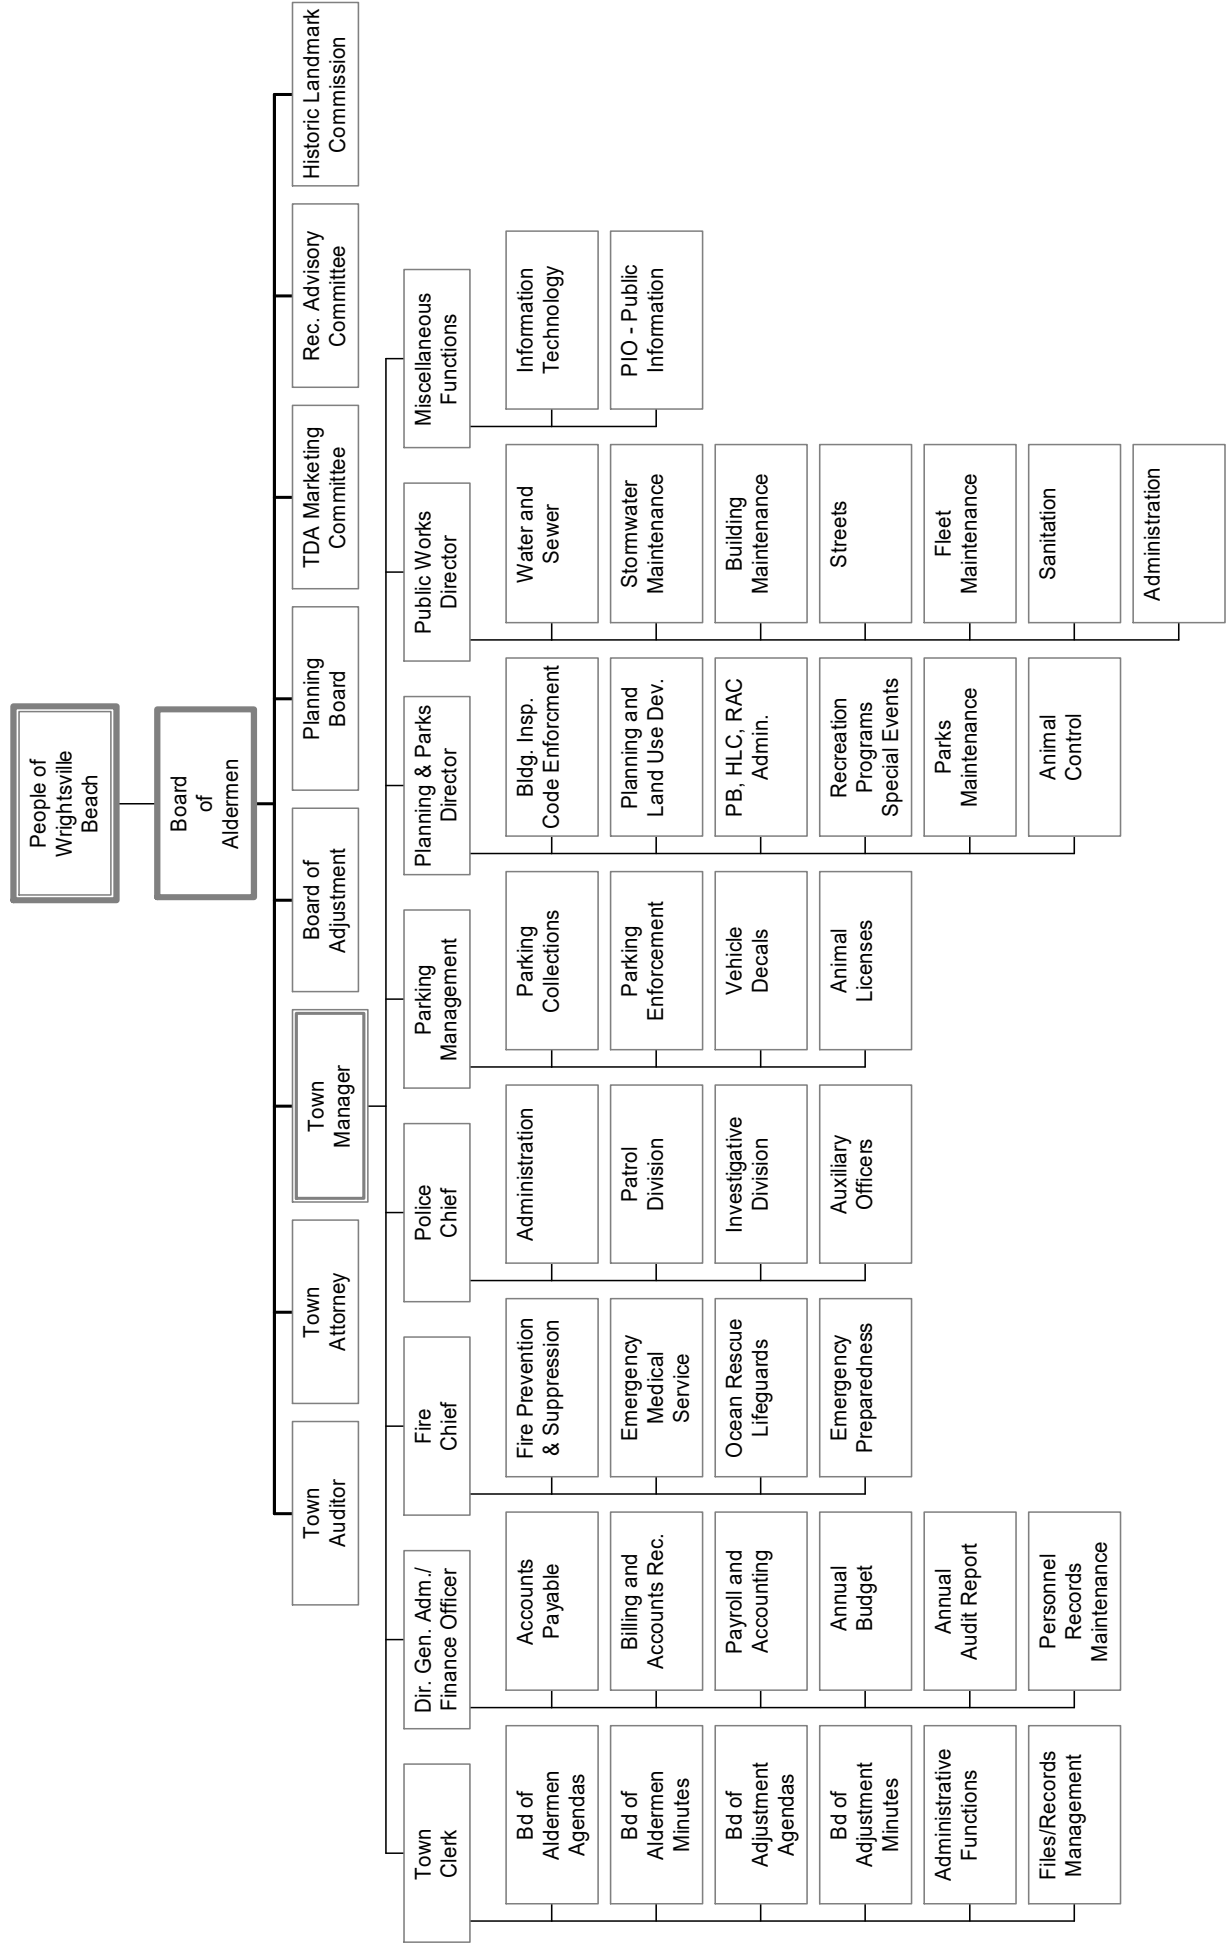 People of
Wrightsville
Beach
Board
of
Aldermen
Town
Auditor
Town
Attorney
Town
Manager
Board of
Adjustment
Planning
Board
TDA Marketing
Committee
Rec. Advisory
Committee
Historic Landmark
Commission
Town
Clerk
Bd of
Aldermen
Agendas
Bd of
Aldermen
Minutes
Bd of
Adjustment
Agendas
Bd of
Adjustment
Minutes
Administrative
Functions
Files/Records
Management
Dir. Gen. Adm./
Finance Officer
Accounts
Payable
Billing and
Accounts Rec.
Payroll and
Accounting
Annual
Budget
Annual
Audit Report
Personnel
Records
Maintenance
Fire
Chief
Fire Prevention
& Suppression
Emergency
Medical
Service
Ocean Rescue
Lifeguards
Emergency
Preparedness
Police
Chief
Administration
Patrol
Division
Investigative
Division
Auxiliary
Officers
Parking
Management
Parking
Collections
Parking
Enforcement
Vehicle
Decals
Animal
Licenses
Planning & Parks
Director
Bldg. Insp.
Code Enforcment
Planning and
Land Use Dev.
PB, HLC, RAC
Admin.
Recreation
Programs
Special Events
Parks
Maintenance
Animal
Control
Public Works
Director
Water and
Sewer
Stormwater
Maintenance
Building
Maintenance
Streets
Fleet
Maintenance
Sanitation
Administration
Miscellaneous
Functions
Information
Technology
PIO - Public
Information